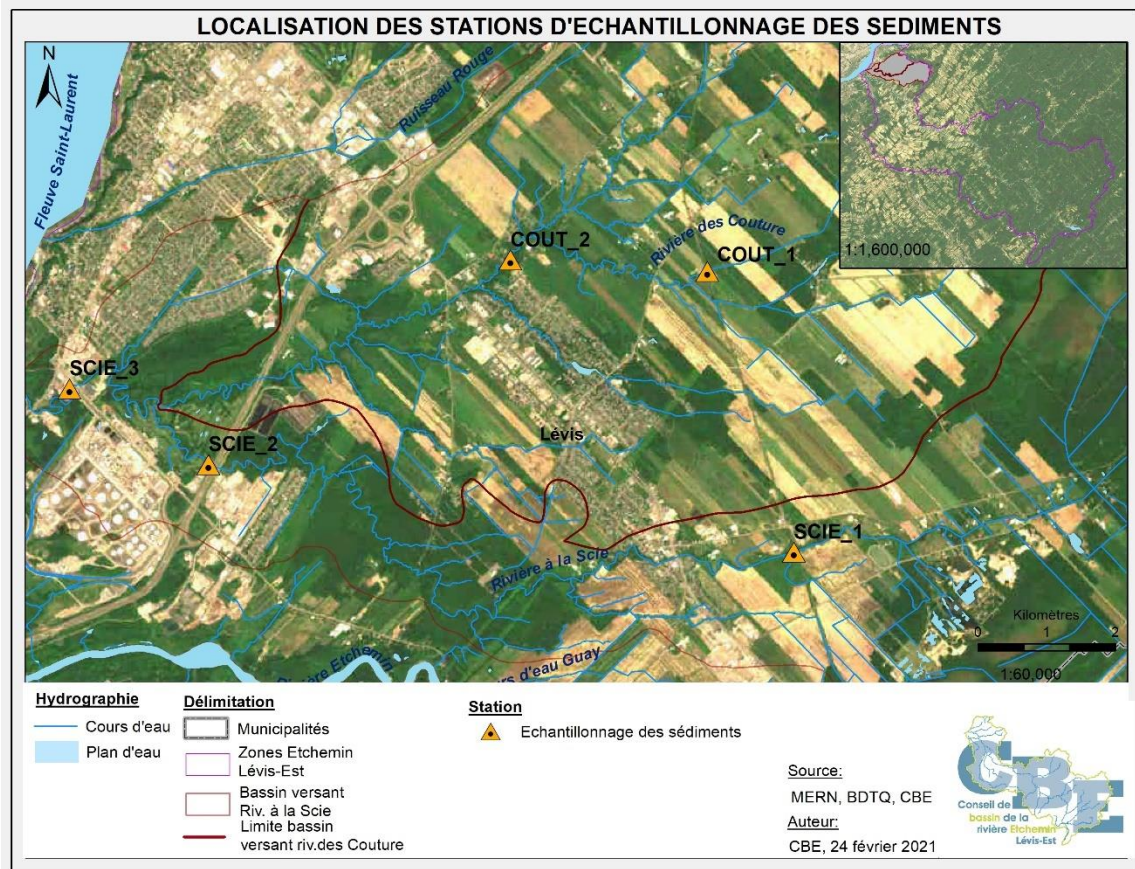 LOCALISATION DES STATIONS D'ECHANTILLONNAGE DES SEDIMENTS
N
Fleuve Saint-Laurent
Ruisseau Rouge
1:1,600,000
COUT_2
Rivière des Couture
COUT_1
SCIE_3
SCIE_2
Lévis
SCIE_1
Rivière à la Scie
Kilomètres
0 1 2
1:60,000
Rivière Etchemin
rs d'eau Guay
Hydrographie
Cours d'eau
Plan d'eau
Délimitation
Municipalités
Zones Etchemin
Lévis-Est
Bassin versant
Riv. à la Scie
Limite bassin
versant riv.des Couture
Station
Echantillonnage des sédiments
Source:
MERN, BDTQ, CBE
Auteur:
CBE, 24 février 2021
CBE
Conseil de
bassin de la
rivière Etchemin
Lévis-Est